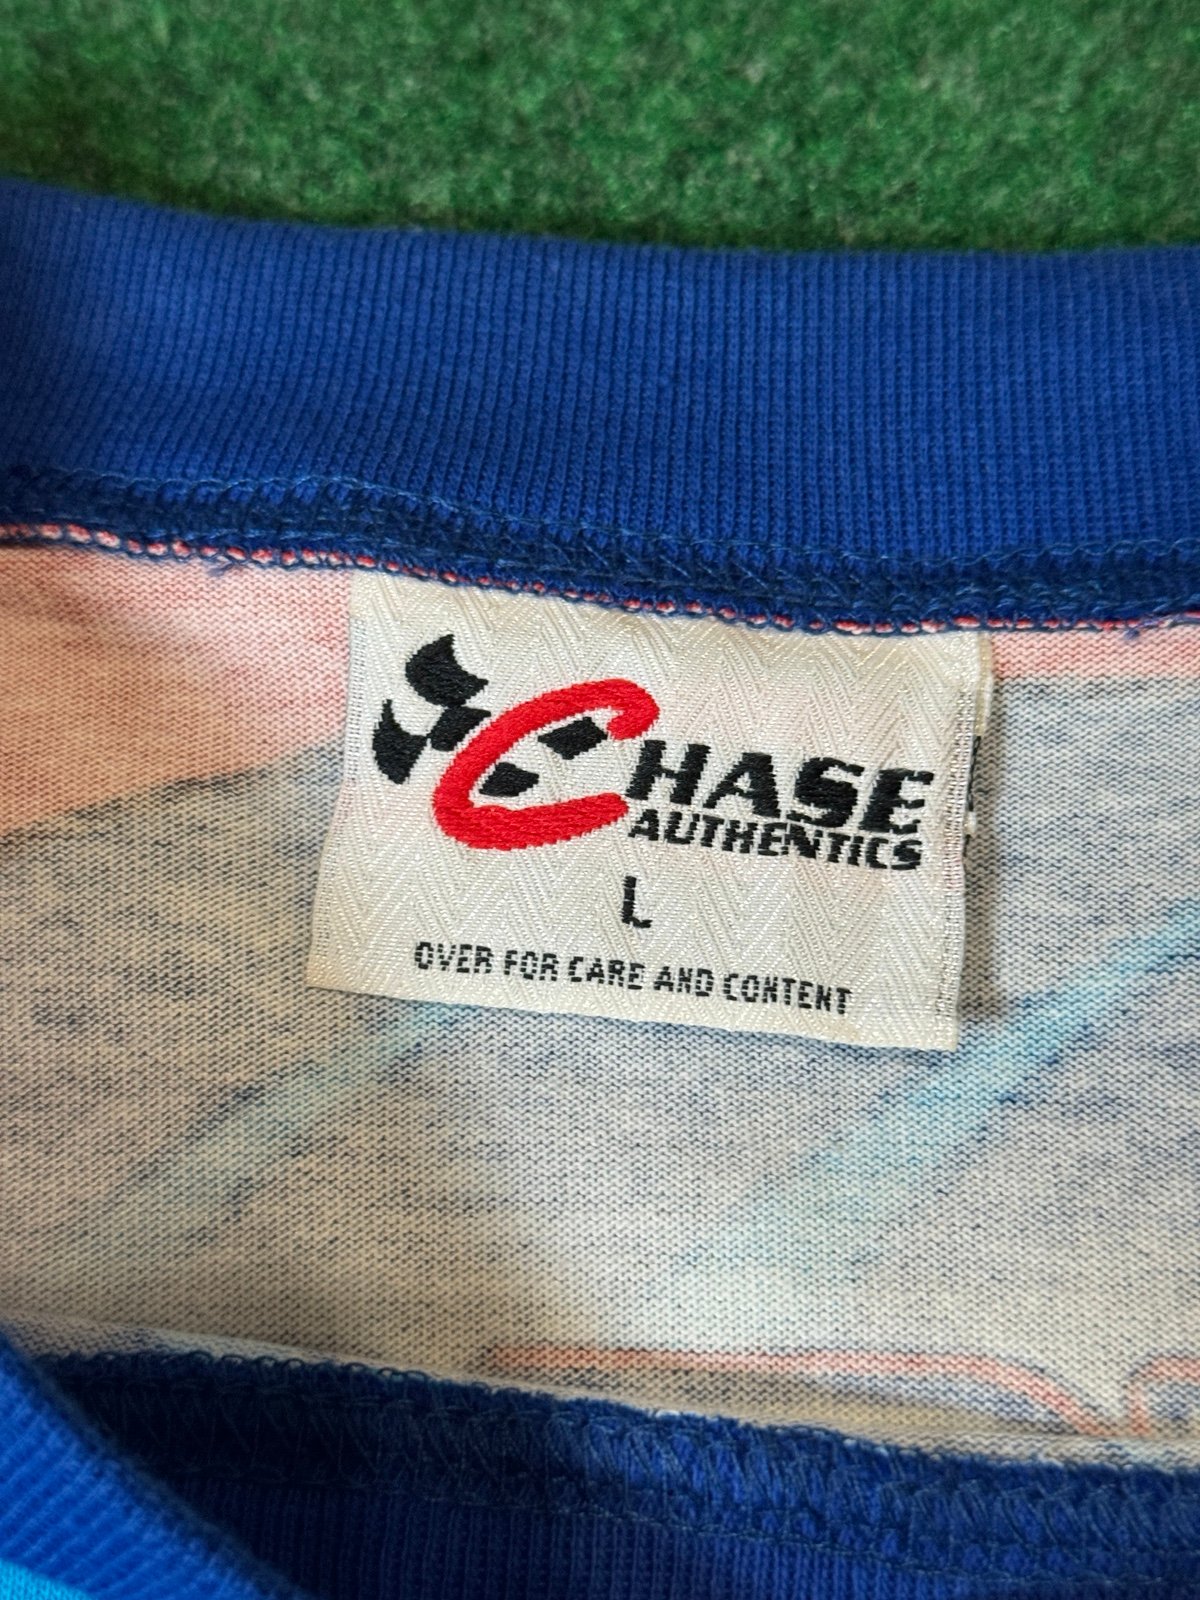 CHASE
AUTHENTICS
L
OVER FOR CARE AND CONTENT